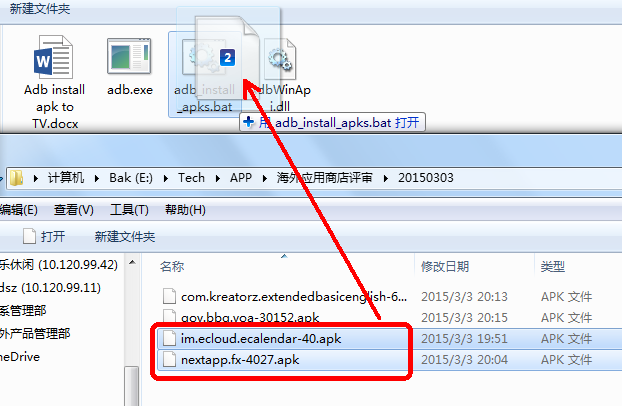 新建文件夹
Adb install
apk to
TV.docx
adb.exe
adb_install
_apks.bat
dbWinAp
i.dll
2
用 adb_install_apks.bat 打开
计算机 Bak (E:) Tech APP 海外应用商店评审 20150303
编辑(E) 查看(V) 工具(T) 帮助(H)
打开 新建文件夹
乐休闲 (10.120.99.42)
dsz (10.120.99.11)
系管理部
外产品管理部
neDrive
名称 修改日期 类型
com.kreatorz.extendedbasicenglish-6... 2015/3/3 20:13 APK 文件
gov.bbg.voa-30152.apk 2015/3/3 20:15 APK 文件
im.ecloud.ecalendar-40.apk 2015/3/3 19:51 APK 文件
nextapp.fx-4027.apk 2015/3/3 20:04 APK 文件